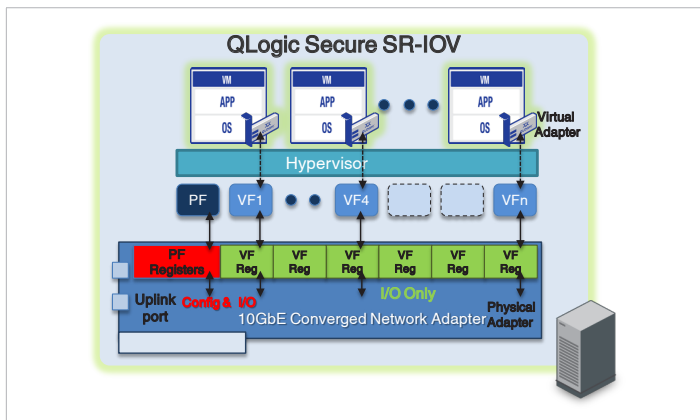 QLogic Secure SR-IOV
VM
VM
VM
APP
APP
APP
OS
OS
OS
Virtual
Adapter
Hypervisor
PF
VF1
VF4
VFn
PF
Registers
VF
Reg
VF
Reg
VF
Reg
VF
Reg
VF
Reg
VF
Reg
Uplink
port
Config & I/O
I/O Only
Physical
Adapter
10GbE Converged Network Adapter